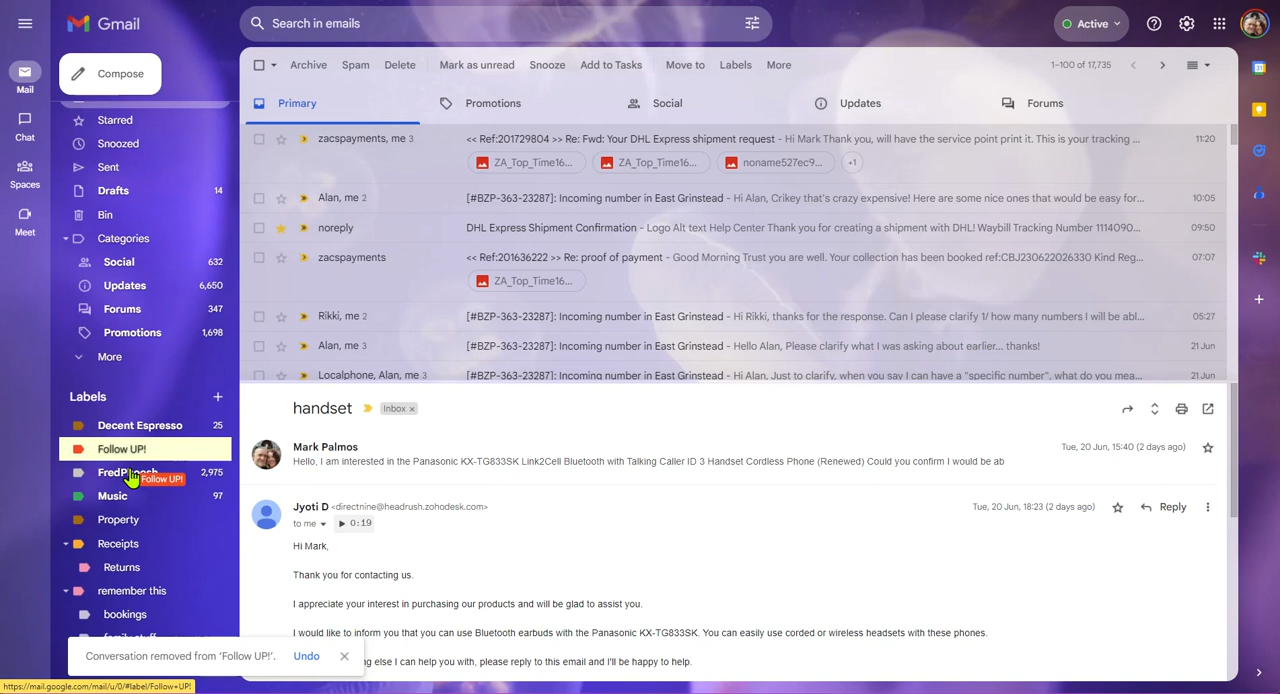 Gmail
Search in emails
Active
Mail
Chat
Spaces
Meet
Compose
Starred
Snoozed
Sent
Drafts 14
Bin
Categories
Social 632
Updates 6,650
Forums 347
Promotions 1,698
More
Labels
Decent Espresso 25
Follow UP!
2,975
Follow UP!
Music 97
Property
Receipts
Returns
remember this
bookings
Archive Spam Delete Mark as unread Snooze Add to Tasks Move to Labels More 1–100 of 17,735
Primary Promotions Social Updates Forums
zacspayments, me 3 << Ref:201729804 >> Re: Fwd: Your DHL Express shipment request - Hi Mark Thank you, will have the service point print it. This is your tracking ... 11:20
ZA_Top_Time16... ZA_Top_Time16... noname527ec9... +1
Alan, me 2 [#BZP-363-23287]: Incoming number in East Grinstead - Hi Alan, Crikey that's crazy expensive! Here are some nice ones that would be easy for... 10:05
noreply DHL Express Shipment Confirmation - Logo Alt text Help Center Thank you for creating a shipment with DHL! Waybill Tracking Number 1114090... 09:50
zacspayments << Ref:201636222 >> Re: proof of payment - Good Morning Trust you are well. Your collection has been booked ref:CBJ230622026330 Kind Reg... 07:07
ZA_Top_Time16...
Rikki, me 2 [#BZP-363-23287]: Incoming number in East Grinstead - Hi Rikki, thanks for the response. Can I please clarify 1/ how many numbers I will be abl... 05:27
Alan, me 3 [#BZP-363-23287]: Incoming number in East Grinstead - Hello Alan, Please clarify what I was asking about earlier... thanks! 21 Jun
Localphone, Alan, me 3 [#BZP-363-23287]: Incoming number in East Grinstead - Hi Alan, Just to clarify, when you say I can have a "specific number", what do you mea... 21 Jun
handset Inbox x
Mark Palmos Tue, 20 Jun, 15:40 (2 days ago)
Hello, I am interested in the Panasonic KX-TG833SK Link2Cell Bluetooth with Talking Caller ID 3 Handset Cordless Phone (Renewed) Could you confirm I would be ab
Jyoti D <directnine@headrush.zohodesk.com> Tue, 20 Jun, 18:23 (2 days ago) Reply
to me 0:19
Hi Mark,
Thank you for contacting us.
I appreciate your interest in purchasing our products and will be glad to assist you.
I would like to inform you that you can use Bluetooth earbuds with the Panasonic KX-TG833SK. You can easily use corded or wireless headsets with these phones.
ng else I can help you with, please reply to this email and I'll be happy to help.
Conversation removed from 'Follow UP!'. Undo
https://mail.google.com/mail/u/0/#label/Follow+UP!